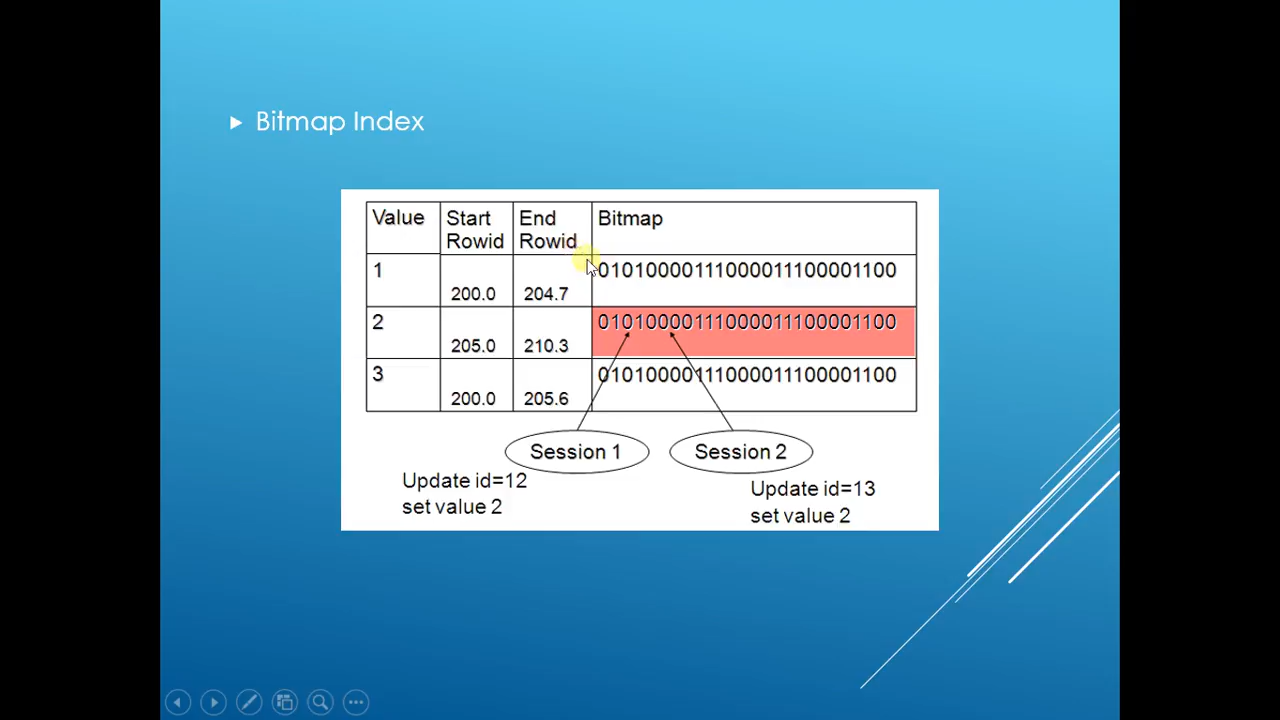 Bitmap Index
Value Start Rowid End Rowid Bitmap
1 200.0 204.7 01010000111000011100001100
2 205.0 210.3 01010000111000011100001100
3 200.0 205.6 01010000111000011100001100
Session 1 Session 2
Update id=12
set value 2
Update id=13
set value 2